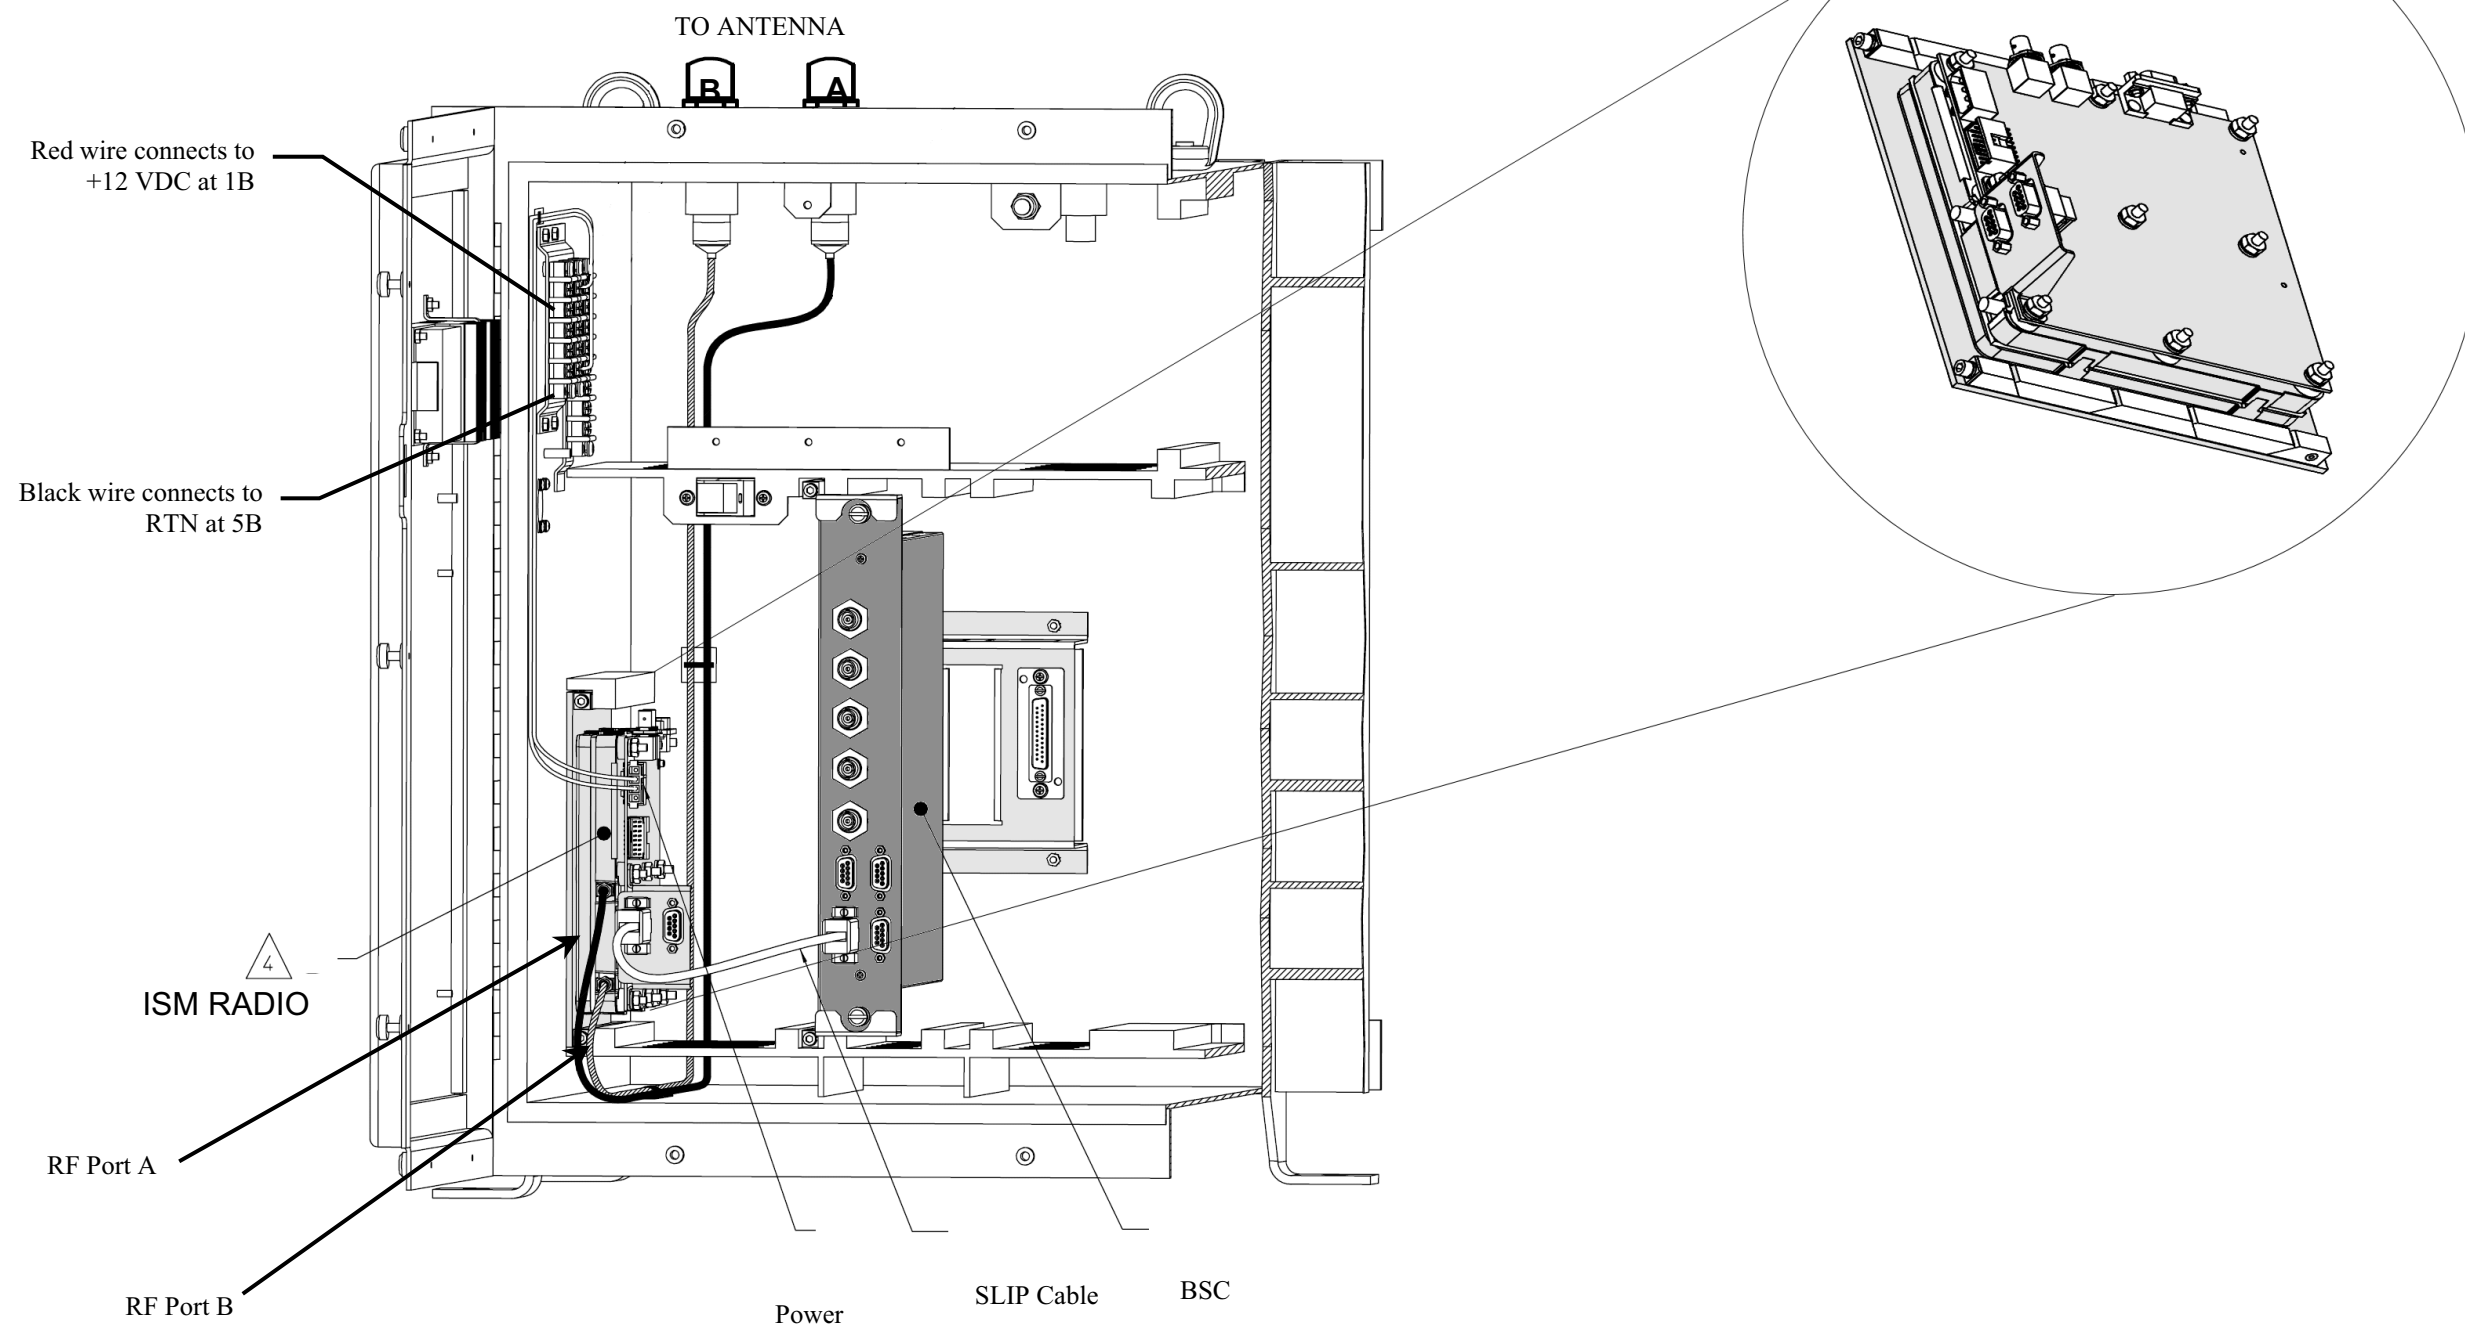 TO ANTENNA
B
A
Red wire connects to
+12 VDC at 1B
Black wire connects to
RTN at 5B
4
ISM RADIO
RF Port A
RF Port B
Power
SLIP Cable
BSC